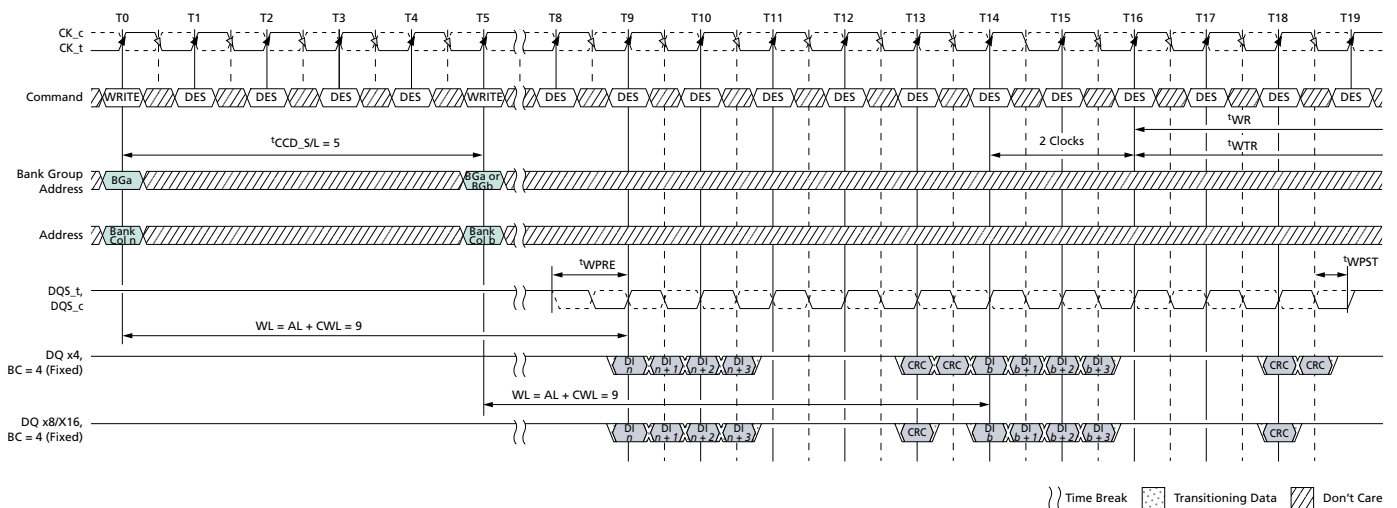 T0 T1 T2 T3 T4 T5 T8 T9 T10 T11 T12 T13 T14 T15 T16 T17 T18 T19
CK_c
CK_t
Command WRITE DES DES DES DES WRITE DES DES DES DES DES DES DES DES DES DES DES DES
tWR
tCCD_S/L = 5 2 Clocks tWTR
Bank Group
Address BGa BGa or
BGb
Address Bank
Col n Bank
Col b
tWPRE tWPST
DQS_t,
DQS_c
WL = AL + CWL = 9
DQ x4,
BC = 4 (Fixed)
DI
n DI
n + 1 DI
n + 2 DI
n + 3 CRC CRC DI
b DI
b + 1 DI
b + 2 DI
b + 3 CRC CRC
WL = AL + CWL = 9
DQ x8/X16,
BC = 4 (Fixed)
DI
n DI
n + 1 DI
n + 2 DI
n + 3 CRC DI
b DI
b + 1 DI
b + 2 DI
b + 3 CRC
Time Break Transitioning Data Don't Care